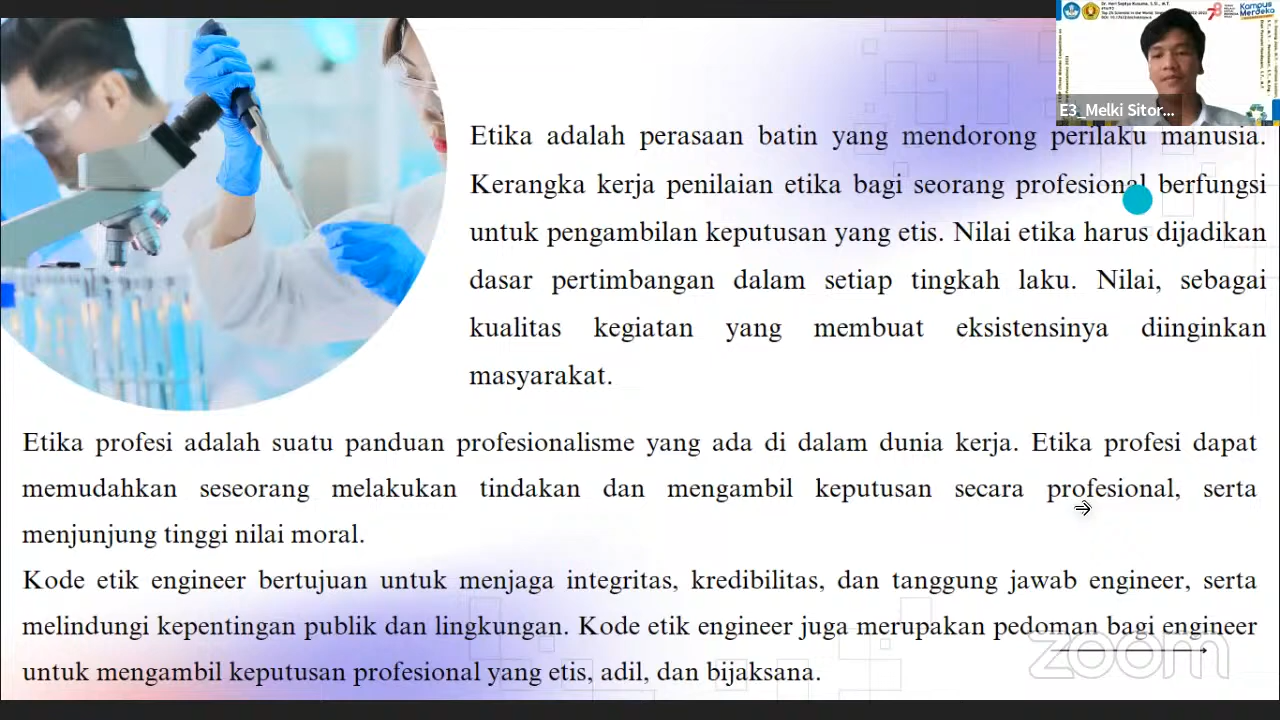 Kampus
Merdeka
E3_Melki Sitor...
Etika adalah perasaan batin yang mendorong perilaku manusia.
Kerangka kerja penilaian etika bagi seorang profesional berfungsi
untuk pengambilan keputusan yang etis. Nilai etika harus dijadikan
dasar pertimbangan dalam setiap tingkah laku. Nilai, sebagai
kualitas kegiatan yang membuat eksistensinya diinginkan
masyarakat.
Etika profesi adalah suatu panduan profesionalisme yang ada di dalam dunia kerja. Etika profesi dapat
memudahkan seseorang melakukan tindakan dan mengambil keputusan secara profesional, serta
menjunjung tinggi nilai moral.
Kode etik engineer bertujuan untuk menjaga integritas, kredibilitas, dan tanggung jawab engineer, serta
melindungi kepentingan publik dan lingkungan. Kode etik engineer juga merupakan pedoman bagi engineer
untuk mengambil keputusan profesional yang etis, adil, dan bijaksana.
zoom